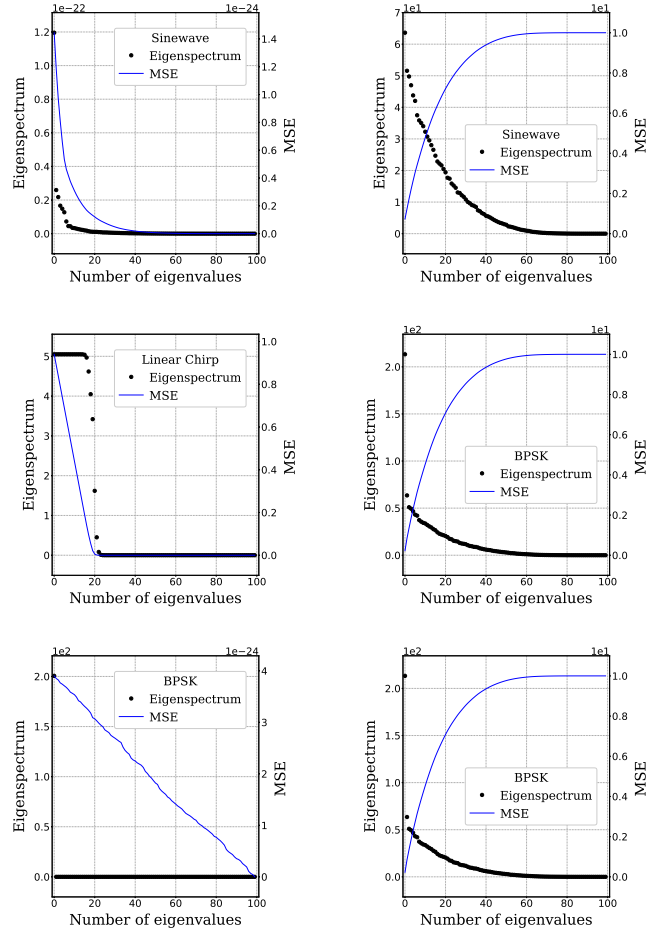 1e−22
1e−24
1.2
1.0
0.8
0.6
0.4
0.2
0.0
Eigenspectrum
Sinewave
Eigenspectrum
MSE
1.4
1.2
1.0
0.8
0.6
0.4
0.2
0.0
MSE
0 20 40 60 80 100
Number of eigenvalues
1e1
1e1
7
6
5
4
3
2
1
0
Eigenspectrum
Sinewave
Eigenspectrum
MSE
1.0
0.8
0.6
0.4
0.2
0.0
MSE
0 20 40 60 80 100
Number of eigenvalues
5
4
3
2
1
0
Eigenspectrum
Linear Chirp
Eigenspectrum
MSE
1.0
0.8
0.6
0.4
0.2
0.0
MSE
0 20 40 60 80 100
Number of eigenvalues
1e2
1e1
2.0
1.5
1.0
0.5
0.0
Eigenspectrum
BPSK
Eigenspectrum
MSE
1.0
0.8
0.6
0.4
0.2
0.0
MSE
0 20 40 60 80 100
Number of eigenvalues
1e2
1e−24
2.0
1.5
1.0
0.5
0.0
Eigenspectrum
BPSK
Eigenspectrum
MSE
4
3
2
1
0
MSE
0 20 40 60 80 100
Number of eigenvalues
1e2
1e1
2.0
1.5
1.0
0.5
0.0
Eigenspectrum
BPSK
Eigenspectrum
MSE
1.0
0.8
0.6
0.4
0.2
0.0
MSE
0 20 40 60 80 100
Number of eigenvalues